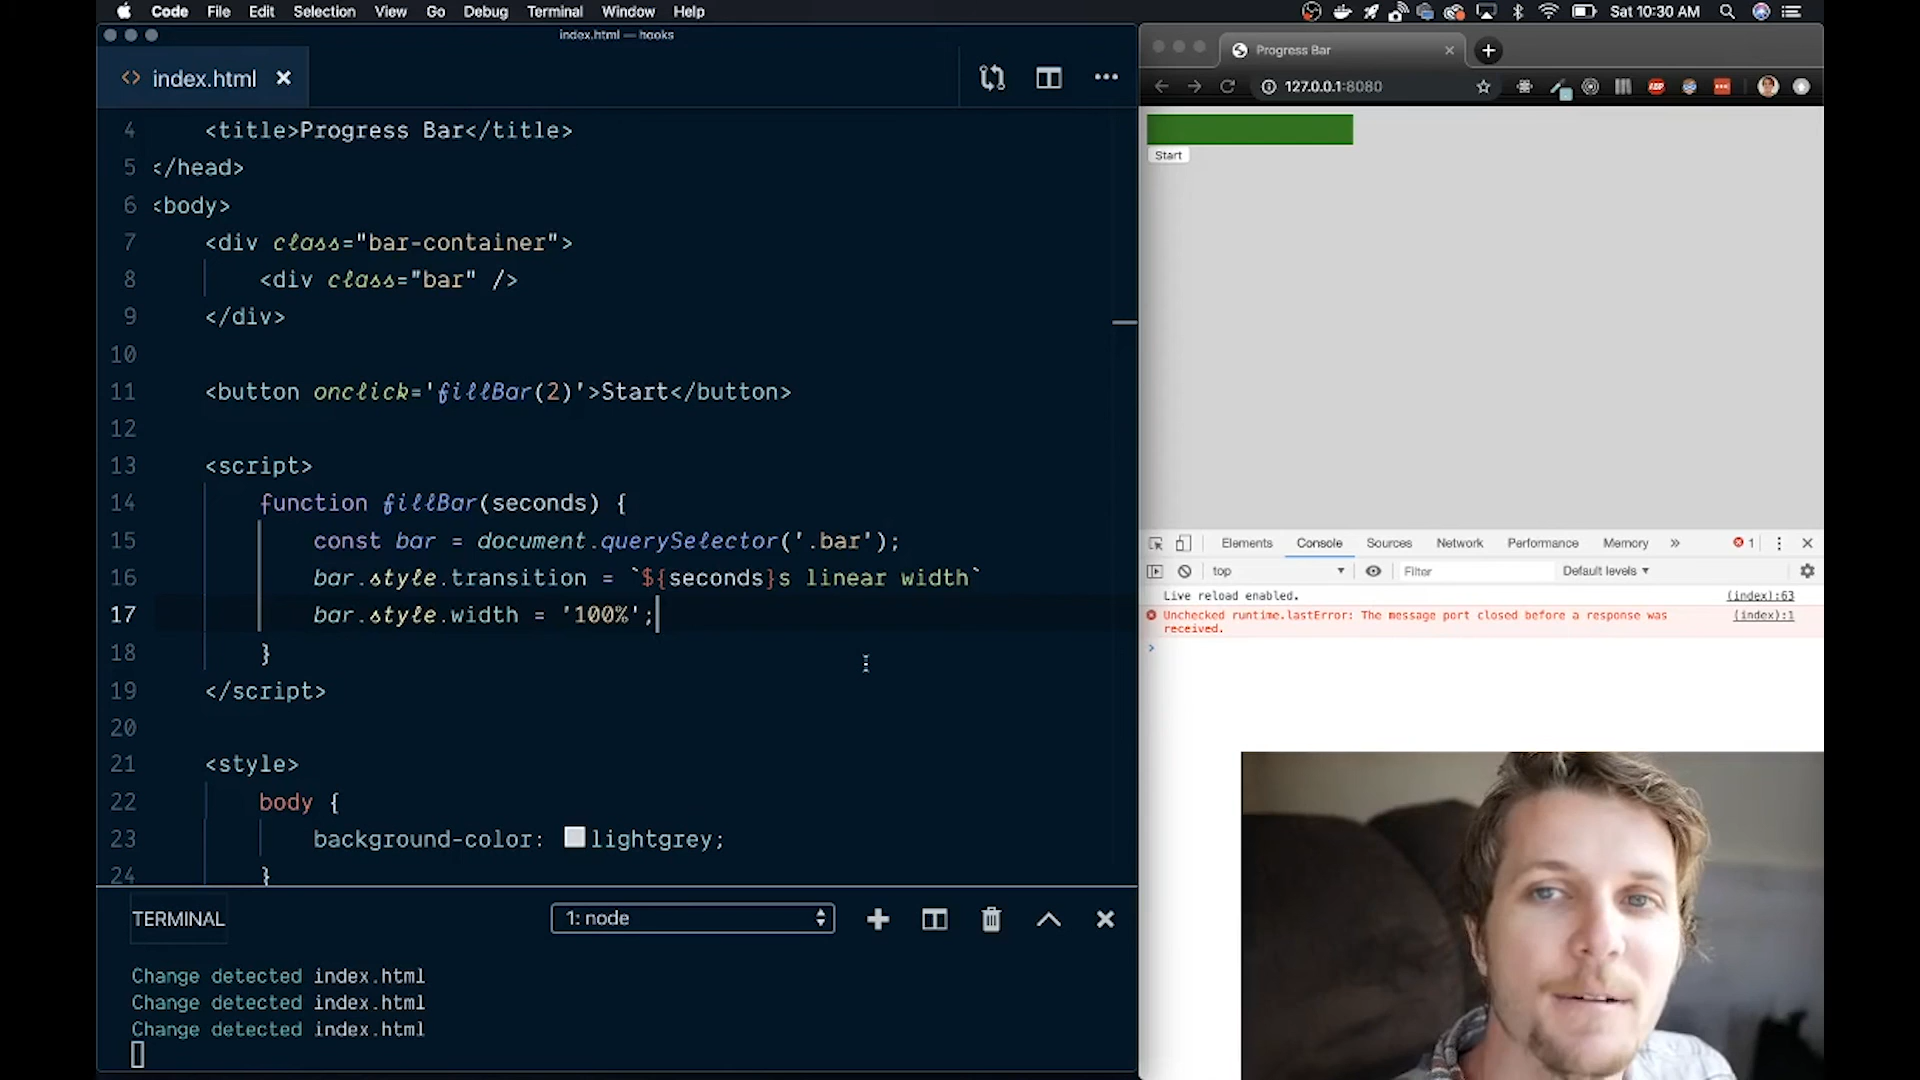 Code File Edit Selection View Go Debug Terminal Window Help
Sat 10:30 AM
index.html — hooks
<> index.html
4 <title>Progress Bar</title>
5 </head>
6 <body>
7 <div class="bar-container">
8 <div class="bar" />
9 </div>
10
11 <button onclick='fillBar(2)'>Start</button>
12
13 <script>
14 function fillBar(seconds) {
15 const bar = document.querySelector('.bar');
16 bar.style.transition = `${seconds}s linear width`
17 bar.style.width = '100%';
18 }
19 </script>
20
21 <style>
22 body {
23 background-color: lightgrey;
24 }
TERMINAL
1: node
Change detected index.html
Change detected index.html
Change detected index.html
Progress Bar
127.0.0.1:8080
ABP
Start
Elements Console Sources Network Performance Memory » 1
top Filter Default levels
Live reload enabled. (index):63
Unchecked runtime.lastError: The message port closed before a response was (index):1
received.
>